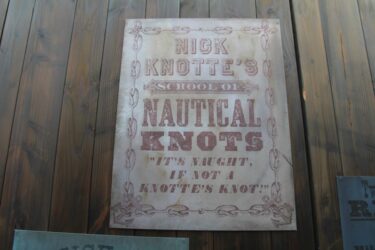 NICK
KNOTTE'S
SCHOOL OF
NAUTICAL
KNOTS
"IT'S NAUGHT,
IF NOT A
KNOTTE'S KNOT!"